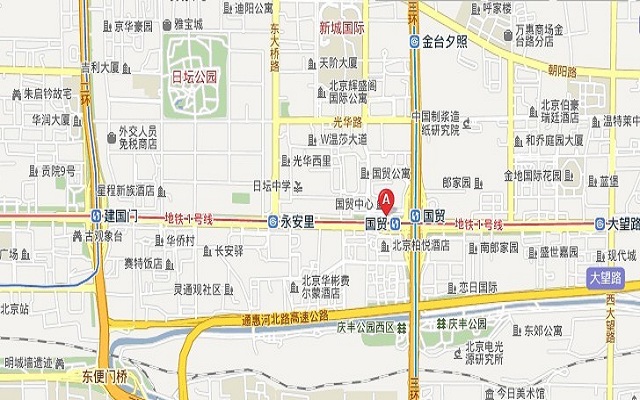 京华豪园
雅宝城
迪阳公寓
新城国际
三环
呼家楼
万惠商场金
台路分店
金台夕照
东大桥路
吉利大厦
日坛公园
天阶大厦
朝阳路
二环
朱启钤故宅
北京辉盛阁
国际公寓
北京伯豪
瑞廷酒店
华润大厦
光华路
中国制浆造
纸研究院
温特莱
外交人员
免税商店
W温莎大道
和乔庭园大厦
贡院9号
光华西里
国贸公寓
星程新族酒店
日坛中学
郎家园
金地国际花园
蓝堡
国贸中心
A
建国门
地铁1号线
永安里
国贸
国贸
地铁1号线
大望路
古观象台
华侨村
北京柏悦酒店
南郎家园
广场
赛特饭店
长安驿
盛世嘉园
现代城
大望路
灵通观社区
北京华彬费
尔蒙酒店
恋日国际
京站
通惠河北路高速公路
庆丰公园西区
庆丰公园
东郊公寓
西大望路
明城墙遗迹
北京电光
源研究所
东便门桥
三环
今日美术馆